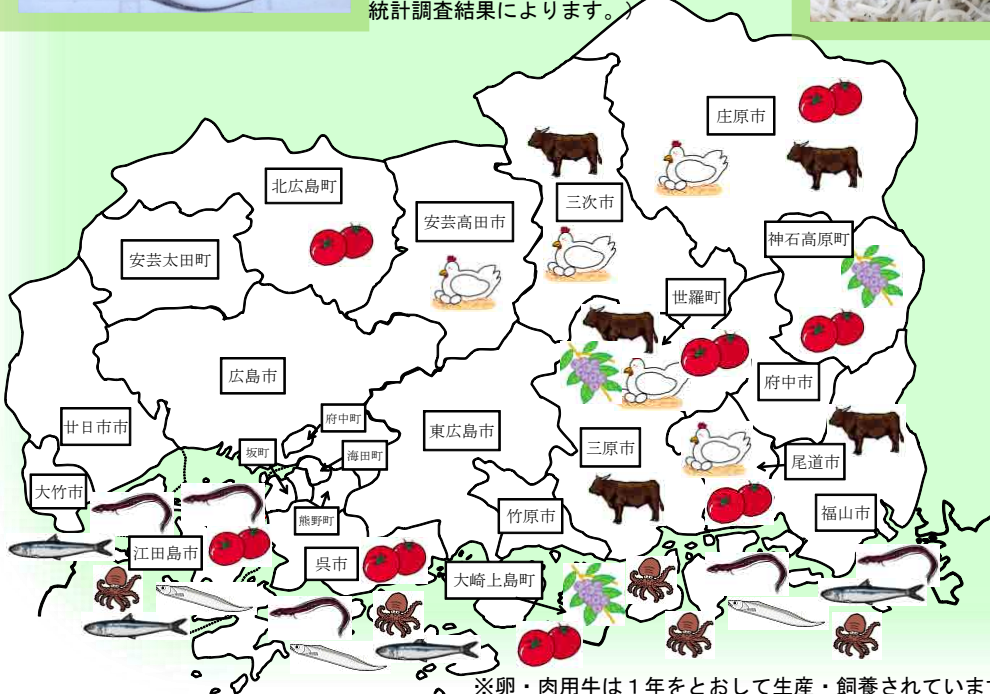 統計調査結果によります。）
庄原市
北広島町
三次市
安芸高田市
神石高原町
安芸太田町
世羅町
広島市
府中市
府中町
廿日市市
東広島市
三原市
坂町
海田町
尾道市
大竹市
竹原市
福山市
熊野町
江田島市
呉市
大崎上島町
※卵・肉用牛は１年をとおして生産・飼養されています